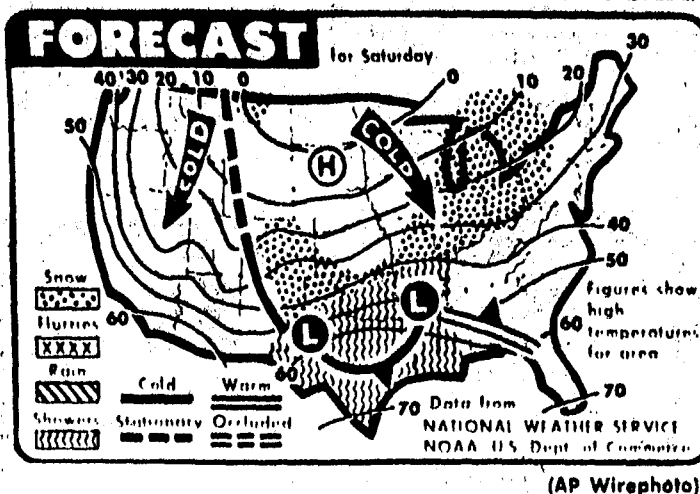 FORECAST for Saturday
30
40 30 20 10 0
0
10
20
50
COLD
COLD
H
40
50
Snow
Flurries
XXXX
Rain
Showers
60
L
L
Figures show
high
temperatures
for area
60
60
Cold Warm
Stationary Occluded
70
70
Data from
NATIONAL WEATHER SERVICE
NOAA U.S. Dept. of Commerce
(AP Wirephoto)